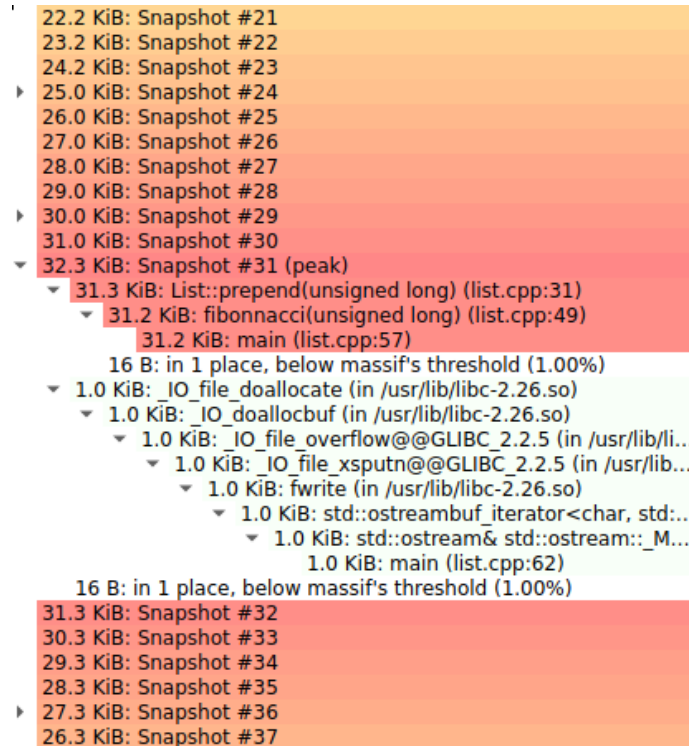 22.2 KiB: Snapshot #21
23.2 KiB: Snapshot #22
24.2 KiB: Snapshot #23
25.0 KiB: Snapshot #24
26.0 KiB: Snapshot #25
27.0 KiB: Snapshot #26
28.0 KiB: Snapshot #27
29.0 KiB: Snapshot #28
30.0 KiB: Snapshot #29
31.0 KiB: Snapshot #30
32.3 KiB: Snapshot #31 (peak)
31.3 KiB: List::prepend(unsigned long) (list.cpp:31)
31.2 KiB: fibonnacci(unsigned long) (list.cpp:49)
31.2 KiB: main (list.cpp:57)
16 B: in 1 place, below massif's threshold (1.00%)
1.0 KiB: _IO_file_doallocate (in /usr/lib/libc-2.26.so)
1.0 KiB: _IO_doallocbuf (in /usr/lib/libc-2.26.so)
1.0 KiB: _IO_file_overflow@@GLIBC_2.2.5 (in /usr/lib/li...
1.0 KiB: _IO_file_xsputn@@GLIBC_2.2.5 (in /usr/lib...
1.0 KiB: fwrite (in /usr/lib/libc-2.26.so)
1.0 KiB: std::ostreambuf_iterator<char, std:...
1.0 KiB: std::ostream& std::ostream::_M...
1.0 KiB: main (list.cpp:62)
16 B: in 1 place, below massif's threshold (1.00%)
31.3 KiB: Snapshot #32
30.3 KiB: Snapshot #33
29.3 KiB: Snapshot #34
28.3 KiB: Snapshot #35
27.3 KiB: Snapshot #36
26.3 KiB: Snapshot #37